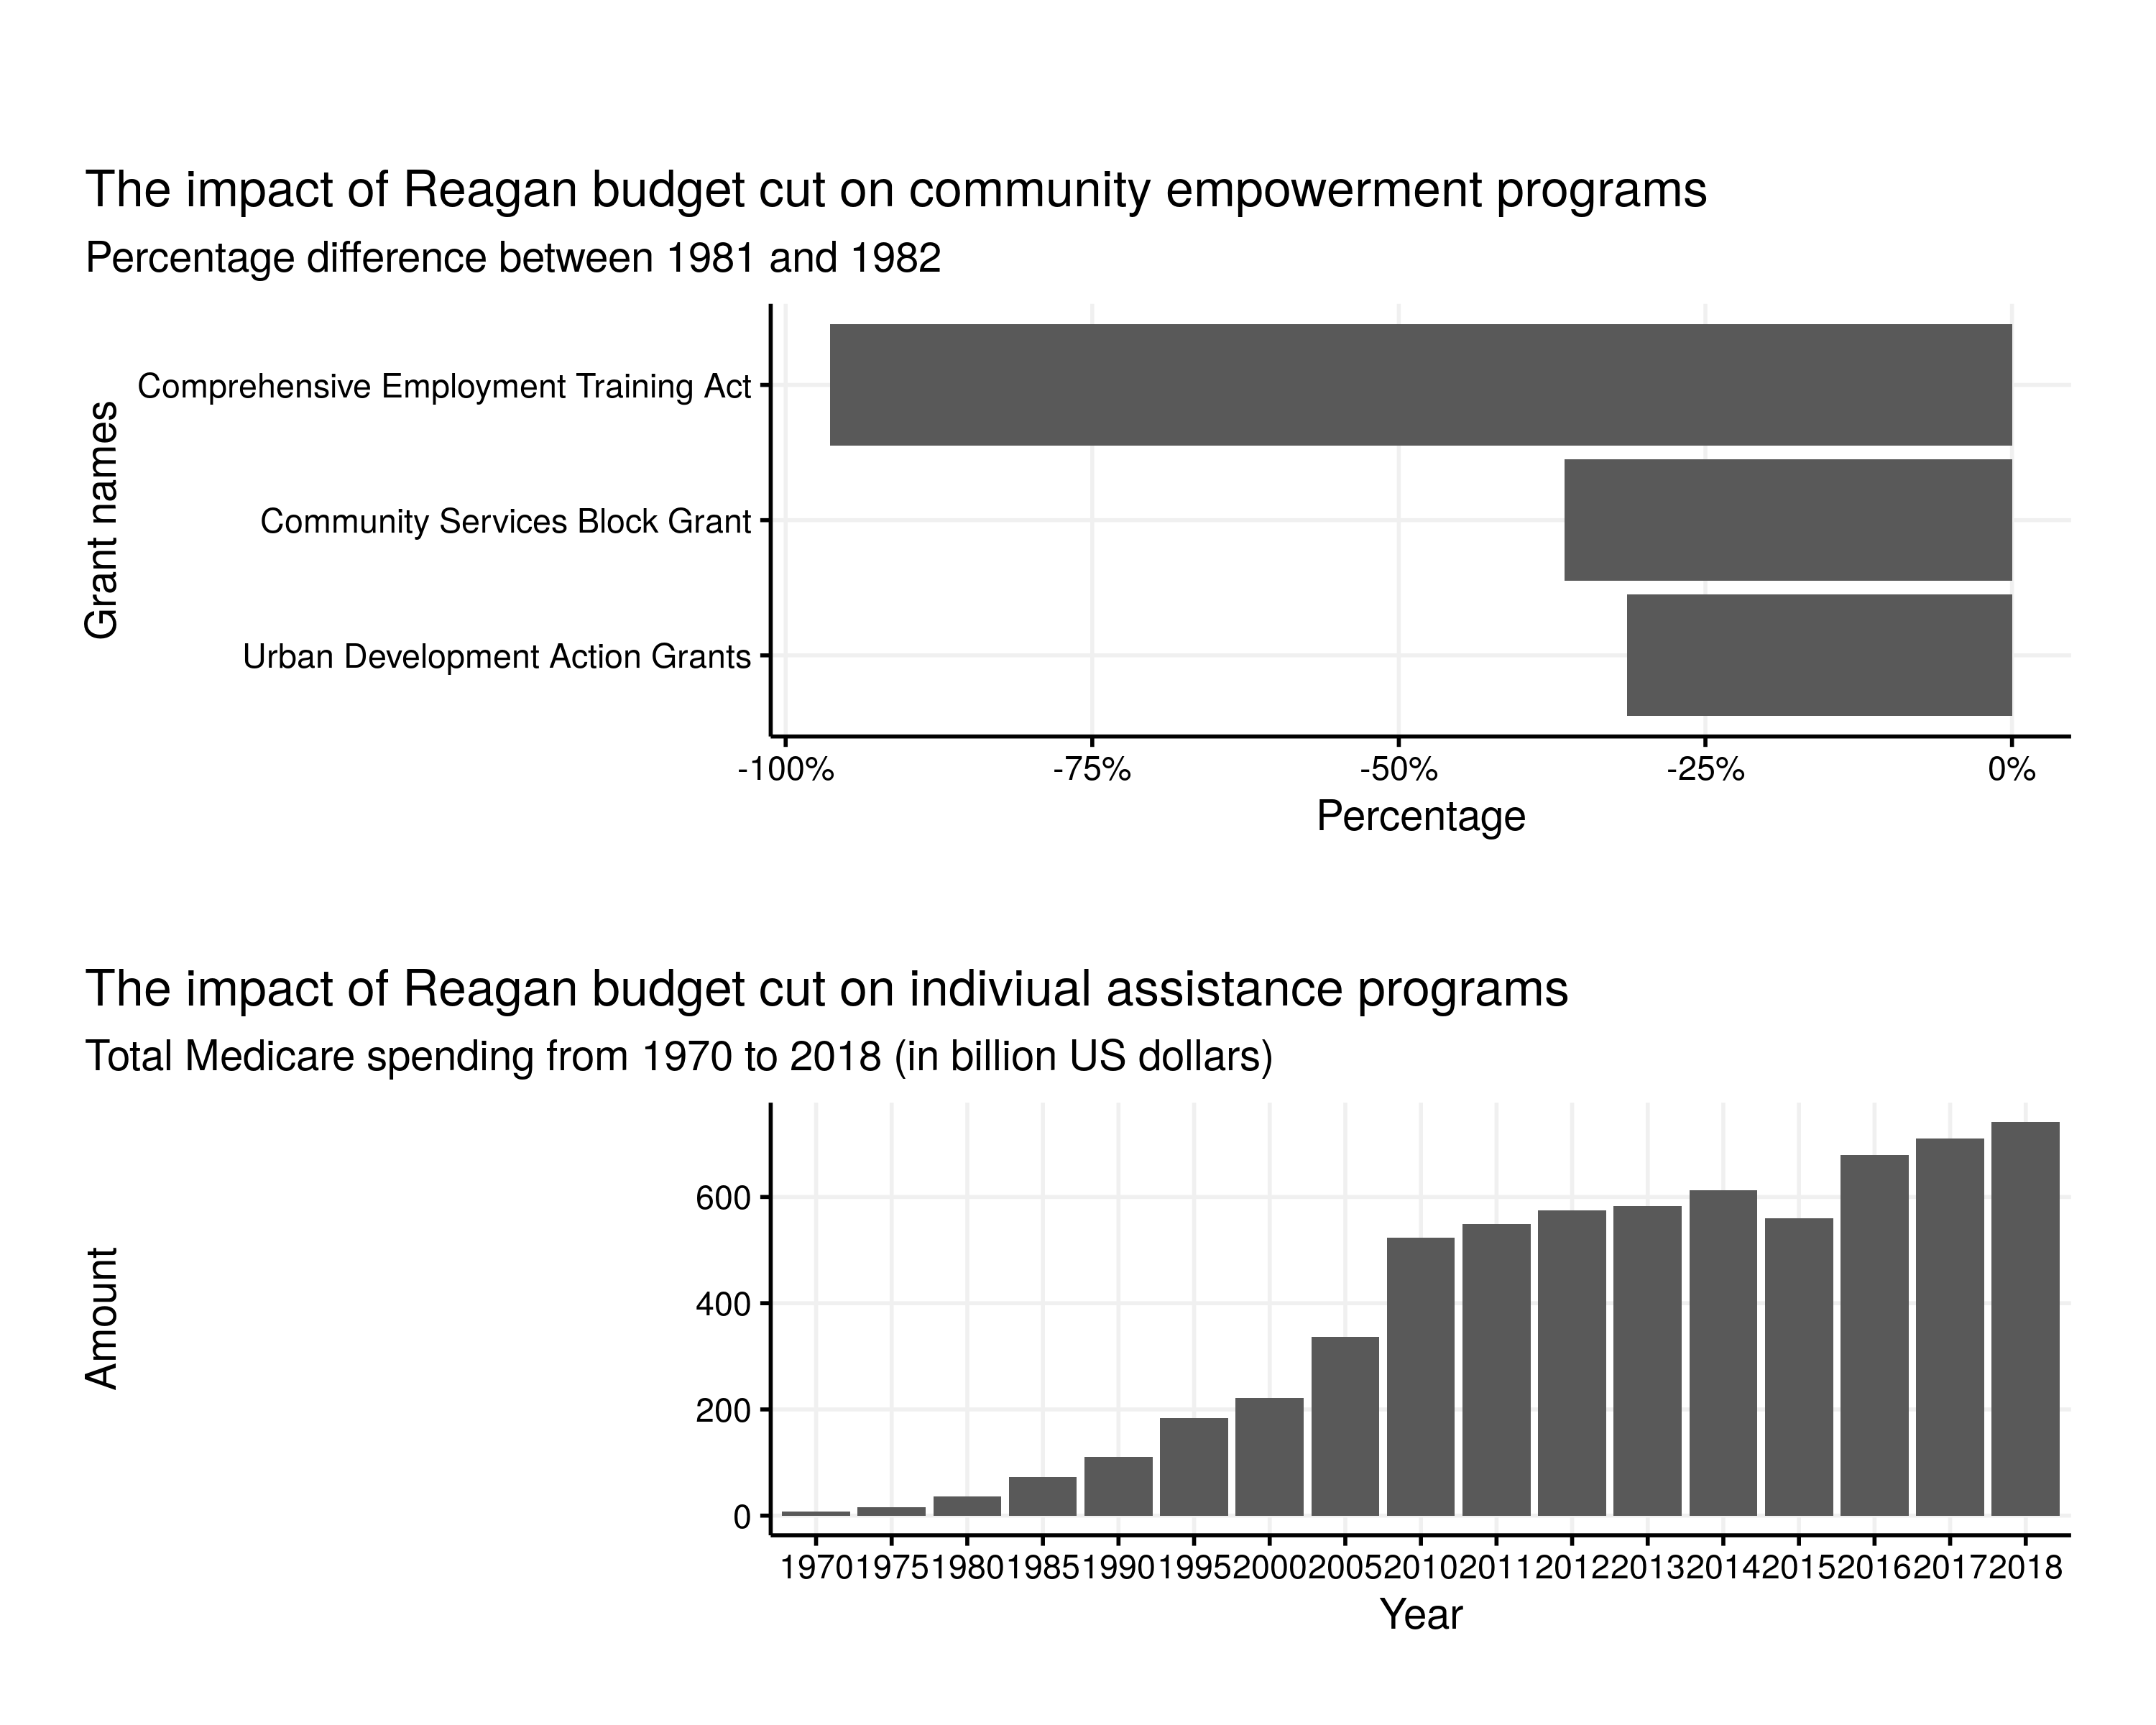 The impact of Reagan budget cut on community empowerment programs
Percentage difference between 1981 and 1982
Grant names
Comprehensive Employment Training Act
Community Services Block Grant
Urban Development Action Grants
-100% -75% -50% -25% 0%
Percentage
The impact of Reagan budget cut on indiviual assistance programs
Total Medicare spending from 1970 to 2018 (in billion US dollars)
Amount
600
400
200
0
1970 1975 1980 1985 1990 1995 2000 2005 2010 2011 2012 2013 2014 2015 2016 2017 2018
Year